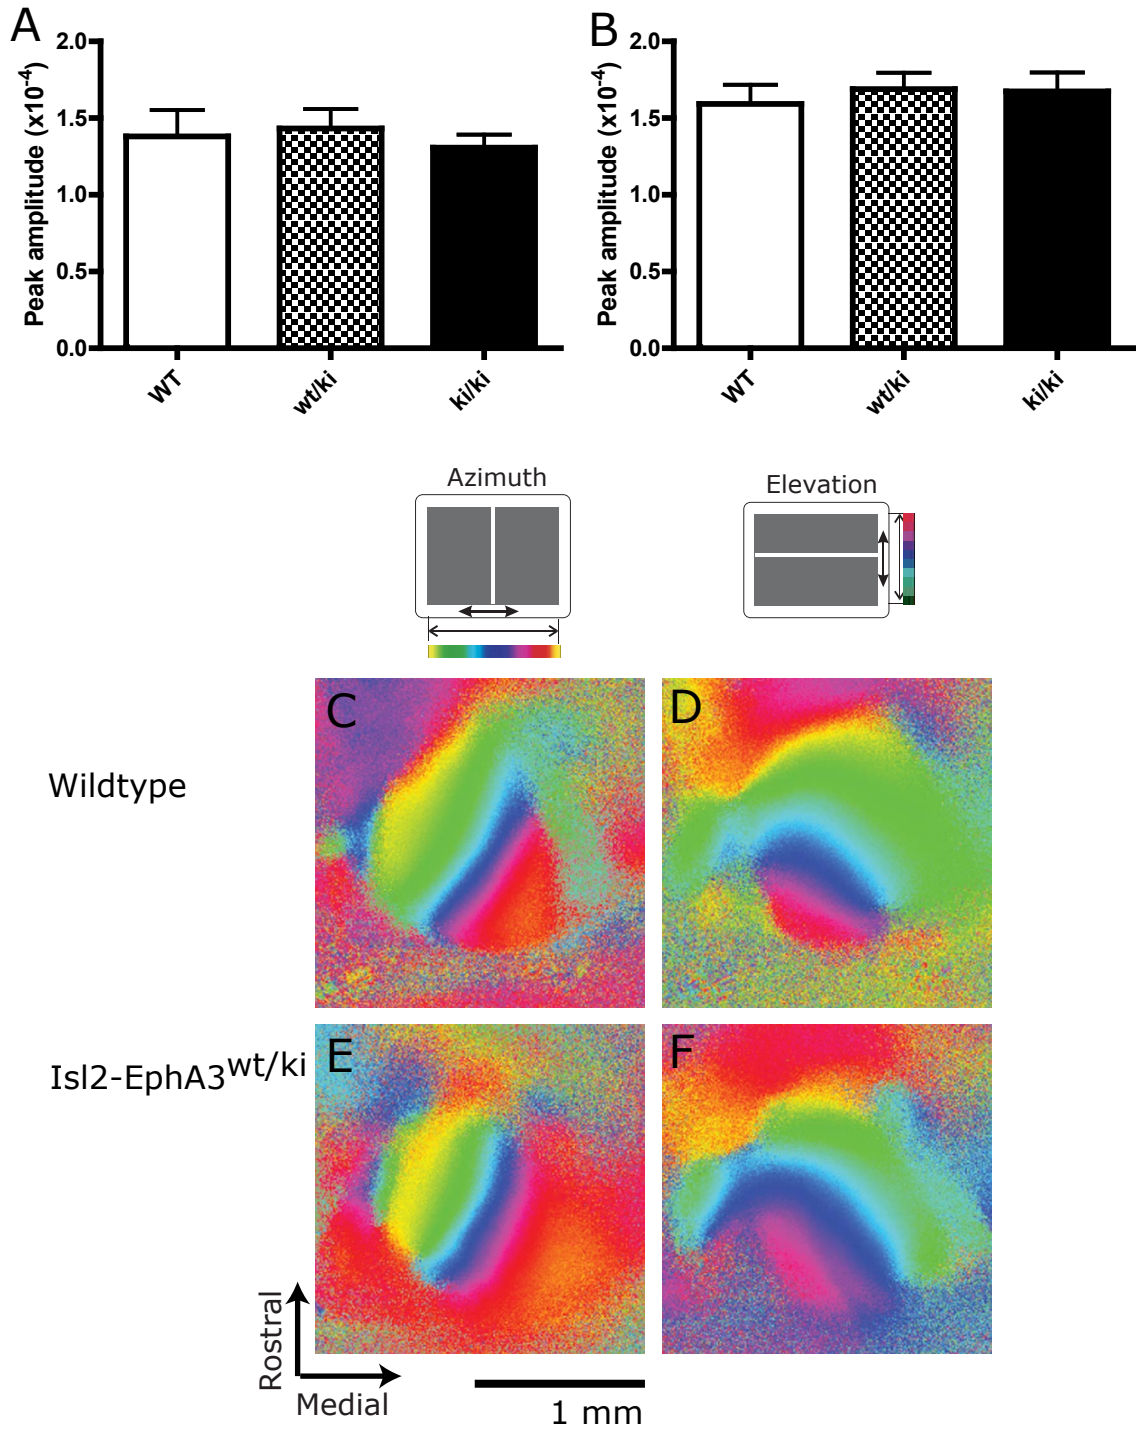 A
B
Peak amplitude (x10-4)
2.0
1.5
1.0
0.5
0.0
WT
wt/ki
ki/ki
Peak amplitude (x10-4)
2.0
1.5
1.0
0.5
0.0
WT
wt/ki
ki/ki
Azimuth
Elevation
Wildtype
C
D
Isl2-EphA3wt/ki
E
F
Rostral
Medial
1 mm